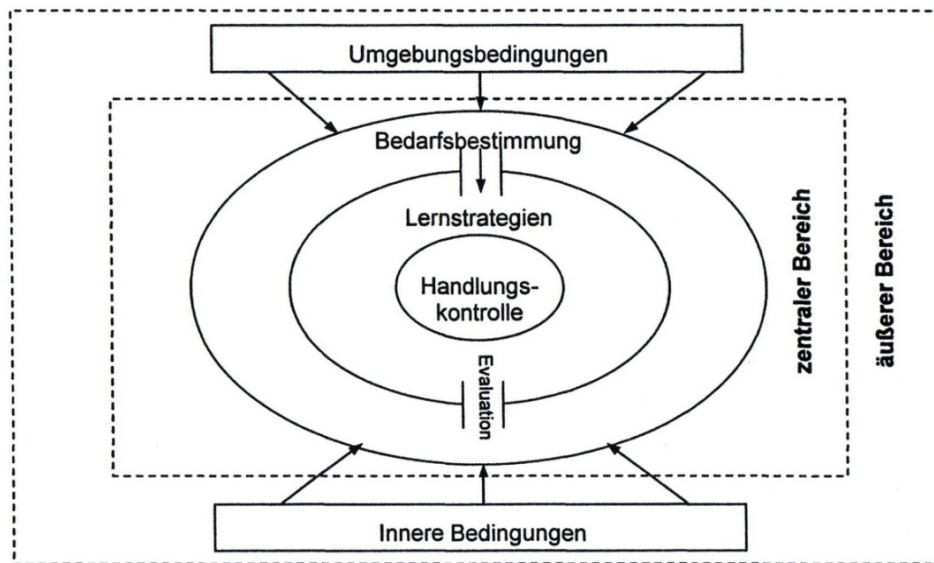 Umgebungsbedingungen
Bedarfsbestimmung
Lernstrategien
Handlungs-
kontrolle
Evaluation
zentraler Bereich
äußerer Bereich
Innere Bedingungen